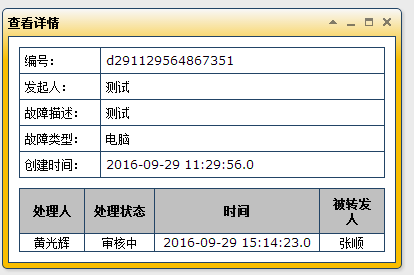 查看详情
编号： d291129564867351
发起人： 测试
故障描述： 测试
故障类型： 电脑
创建时间： 2016-09-29 11:29:56.0
处理人 处理状态 时间 被转发人
黄光辉 审核中 2016-09-29 15:14:23.0 张顺